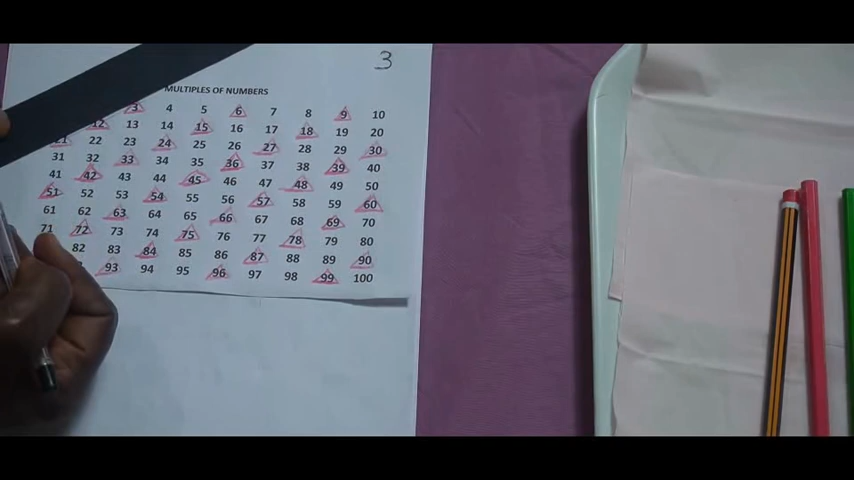 3
MULTIPLES OF NUMBERS
3 4 5 6 7 8 9 10
12 13 14 15 16 17 18 19 20
21 22 23 24 25 26 27 28 29 30
31 32 33 34 35 36 37 38 39 40
41 42 43 44 45 46 47 48 49 50
51 52 53 54 55 56 57 58 59 60
61 62 63 64 65 66 67 68 69 70
71 72 73 74 75 76 77 78 79 80
82 83 84 85 86 87 88 89 90
93 94 95 96 97 98 99 100